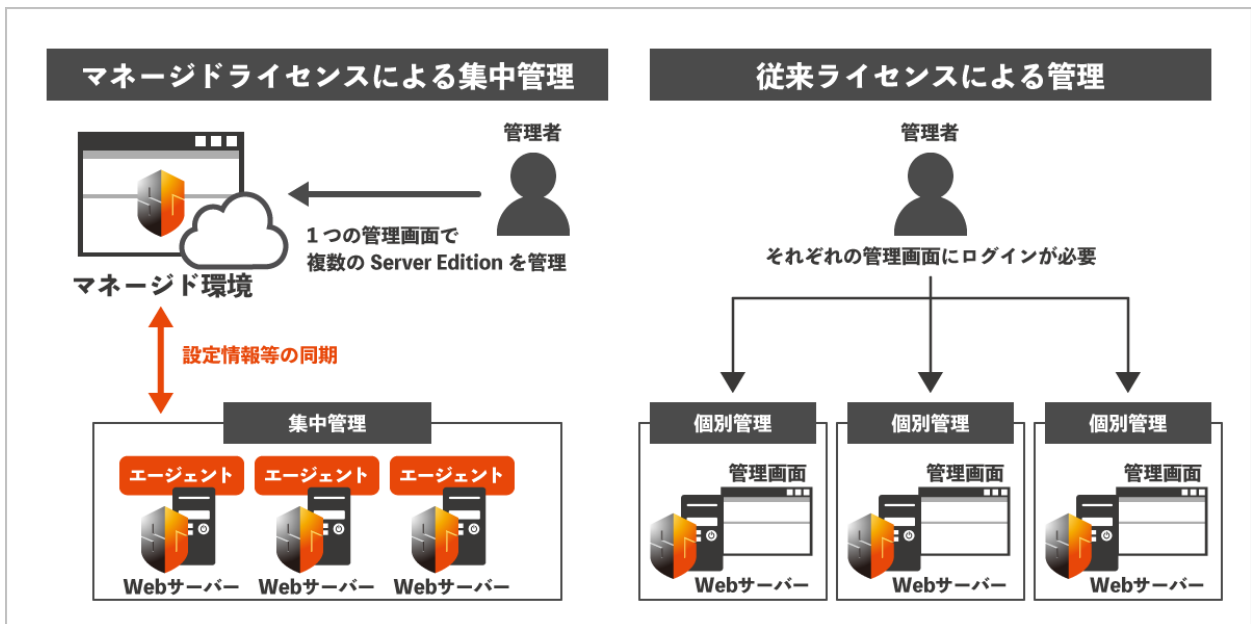 マネージドライセンスによる集中管理
管理者
1つの管理画面で
複数の Server Edition を管理
マネージド環境
設定情報等の同期
集中管理
エージェント
エージェント
エージェント
Webサーバー
Webサーバー
Webサーバー
従来ライセンスによる管理
管理者
それぞれの管理画面にログインが必要
個別管理
管理画面
Webサーバー
個別管理
管理画面
Webサーバー
個別管理
管理画面
Webサーバー